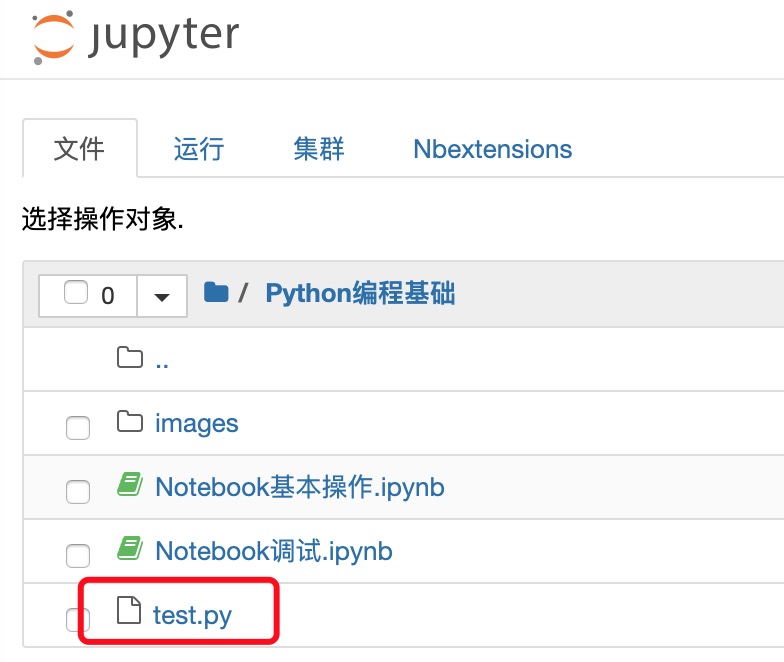 jupyter
文件 运行 集群 Nbextensions
选择操作对象.
0 / Python编程基础
..
images
Notebook基本操作.ipynb
Notebook调试.ipynb
test.py